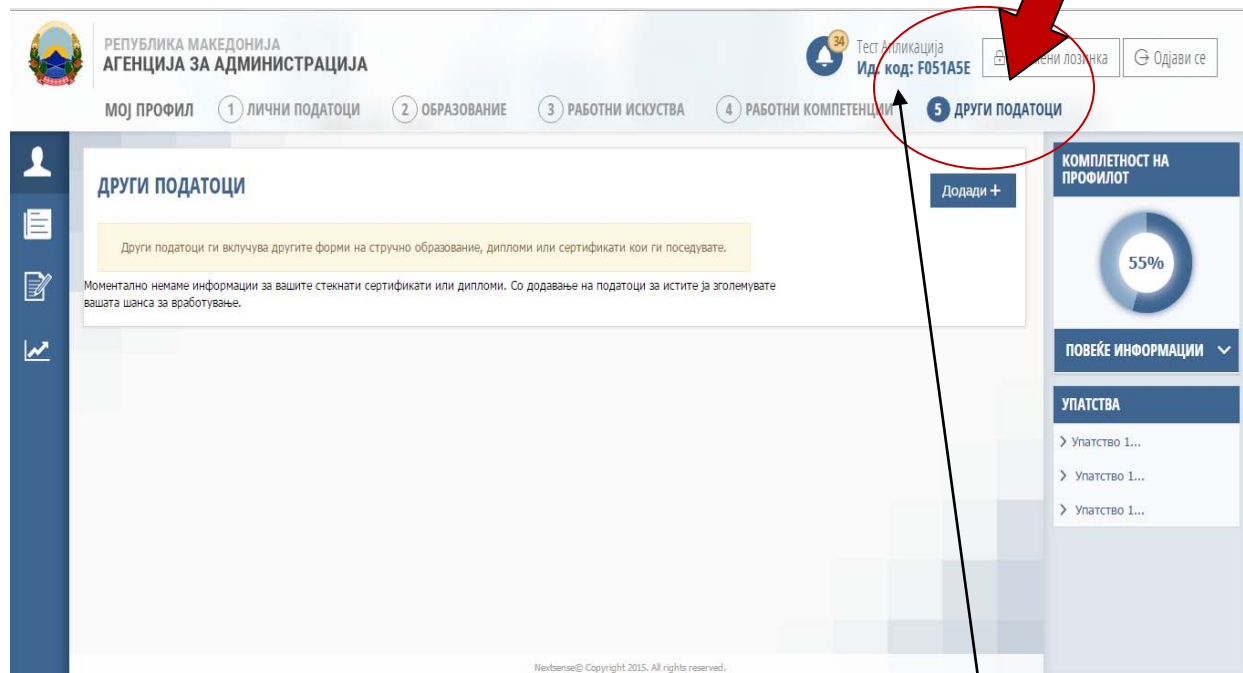 РЕПУБЛИКА МАКЕДОНИЈА
АГЕНЦИЈА ЗА АДМИНИСТРАЦИЈА
34
Тест Апликација
Ид. код: F051A5E
лозинка
Одјави се
МОЈ ПРОФИЛ
1 ЛИЧНИ ПОДАТОЦИ
2 ОБРАЗОВАНИЕ
3 РАБОТНИ ИСКУСТВА
4 РАБОТНИ КОМПЕТЕНЦИИ
5 ДРУГИ ПОДАТОЦИ
ДРУГИ ПОДАТОЦИ
Додади +
Други податоци ги вклучува другите форми на стручно образование, дипломи или сертификати кои ги поседувате.
Моментално немаме информации за вашите стекнати сертификати или дипломи. Со додавање на податоци за истите ја зголемувате
вашата шанса за вработување.
КОМПЛЕТНОСТ НА
ПРОФИЛОТ
55%
ПОВЕЌЕ ИНФОРМАЦИИ
УПАТСТВА
Упатство 1...
Упатство 1...
Упатство 1...
Nextsense© Copyright 2015. All rights reserved.